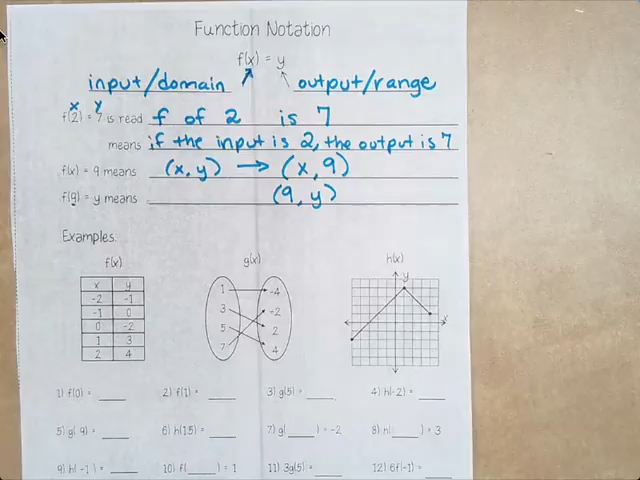 Function Notation
f(x) = y
input/domain output/range
x y
f(2) = 7 is read f of 2 is 7
means if the input is 2, the output is 7
f(x) = 9 means (x, y) → (x, 9)
f(9) = y means (9, y)
Examples:
f(x) g(x) h(x)
x y
-2 -1
-1 0
0 -2
1 3
2 4
1 -4
3 -2
5 2
7 4
y
x
1) f(0) = ____ 2) f(1) = ____ 3) g(5) = ____ 4) h(-2) = ____
5) g( 9) = ____ 6) h(1.5) = ____ 7) g(____) = -2 8) h(____) = 3
9) h( -1) = ____ 10) f(____) = 1 11) 3g(5) = ____ 12) 6f(-1) = ____